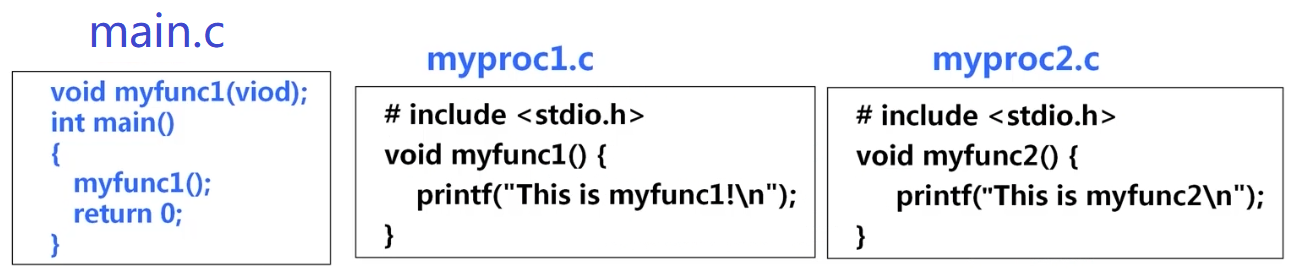 main.c
void myfunc1(viod);
int main()
{
myfunc1();
return 0;
}
myproc1.c
# include <stdio.h>
void myfunc1() {
printf("This is myfunc1!\n");
}
myproc2.c
# include <stdio.h>
void myfunc2() {
printf("This is myfunc2\n");
}